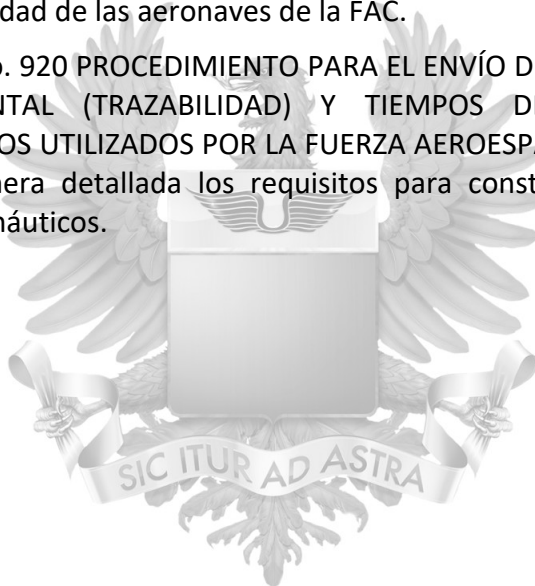 dad de las aeronaves de la FAC.
o. 920 PROCEDIMIENTO PARA EL ENVÍO D
NTAL (TRAZABILIDAD) Y TIEMPOS D
OS UTILIZADOS POR LA FUERZA AEROESPA
nera detallada los requisitos para const
náuticos.
SIC ITUR AD ASTRA